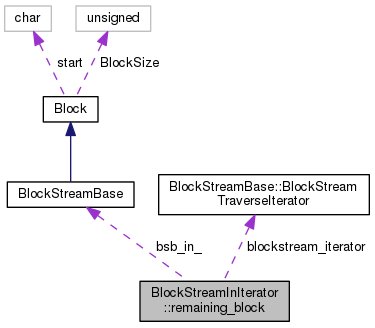 char
unsigned
start
BlockSize
Block
BlockStreamBase
BlockStreamBase::BlockStream
TraverseIterator
bsb_in_
blockstream_iterator
BlockStreamInIterator
::remaining_block